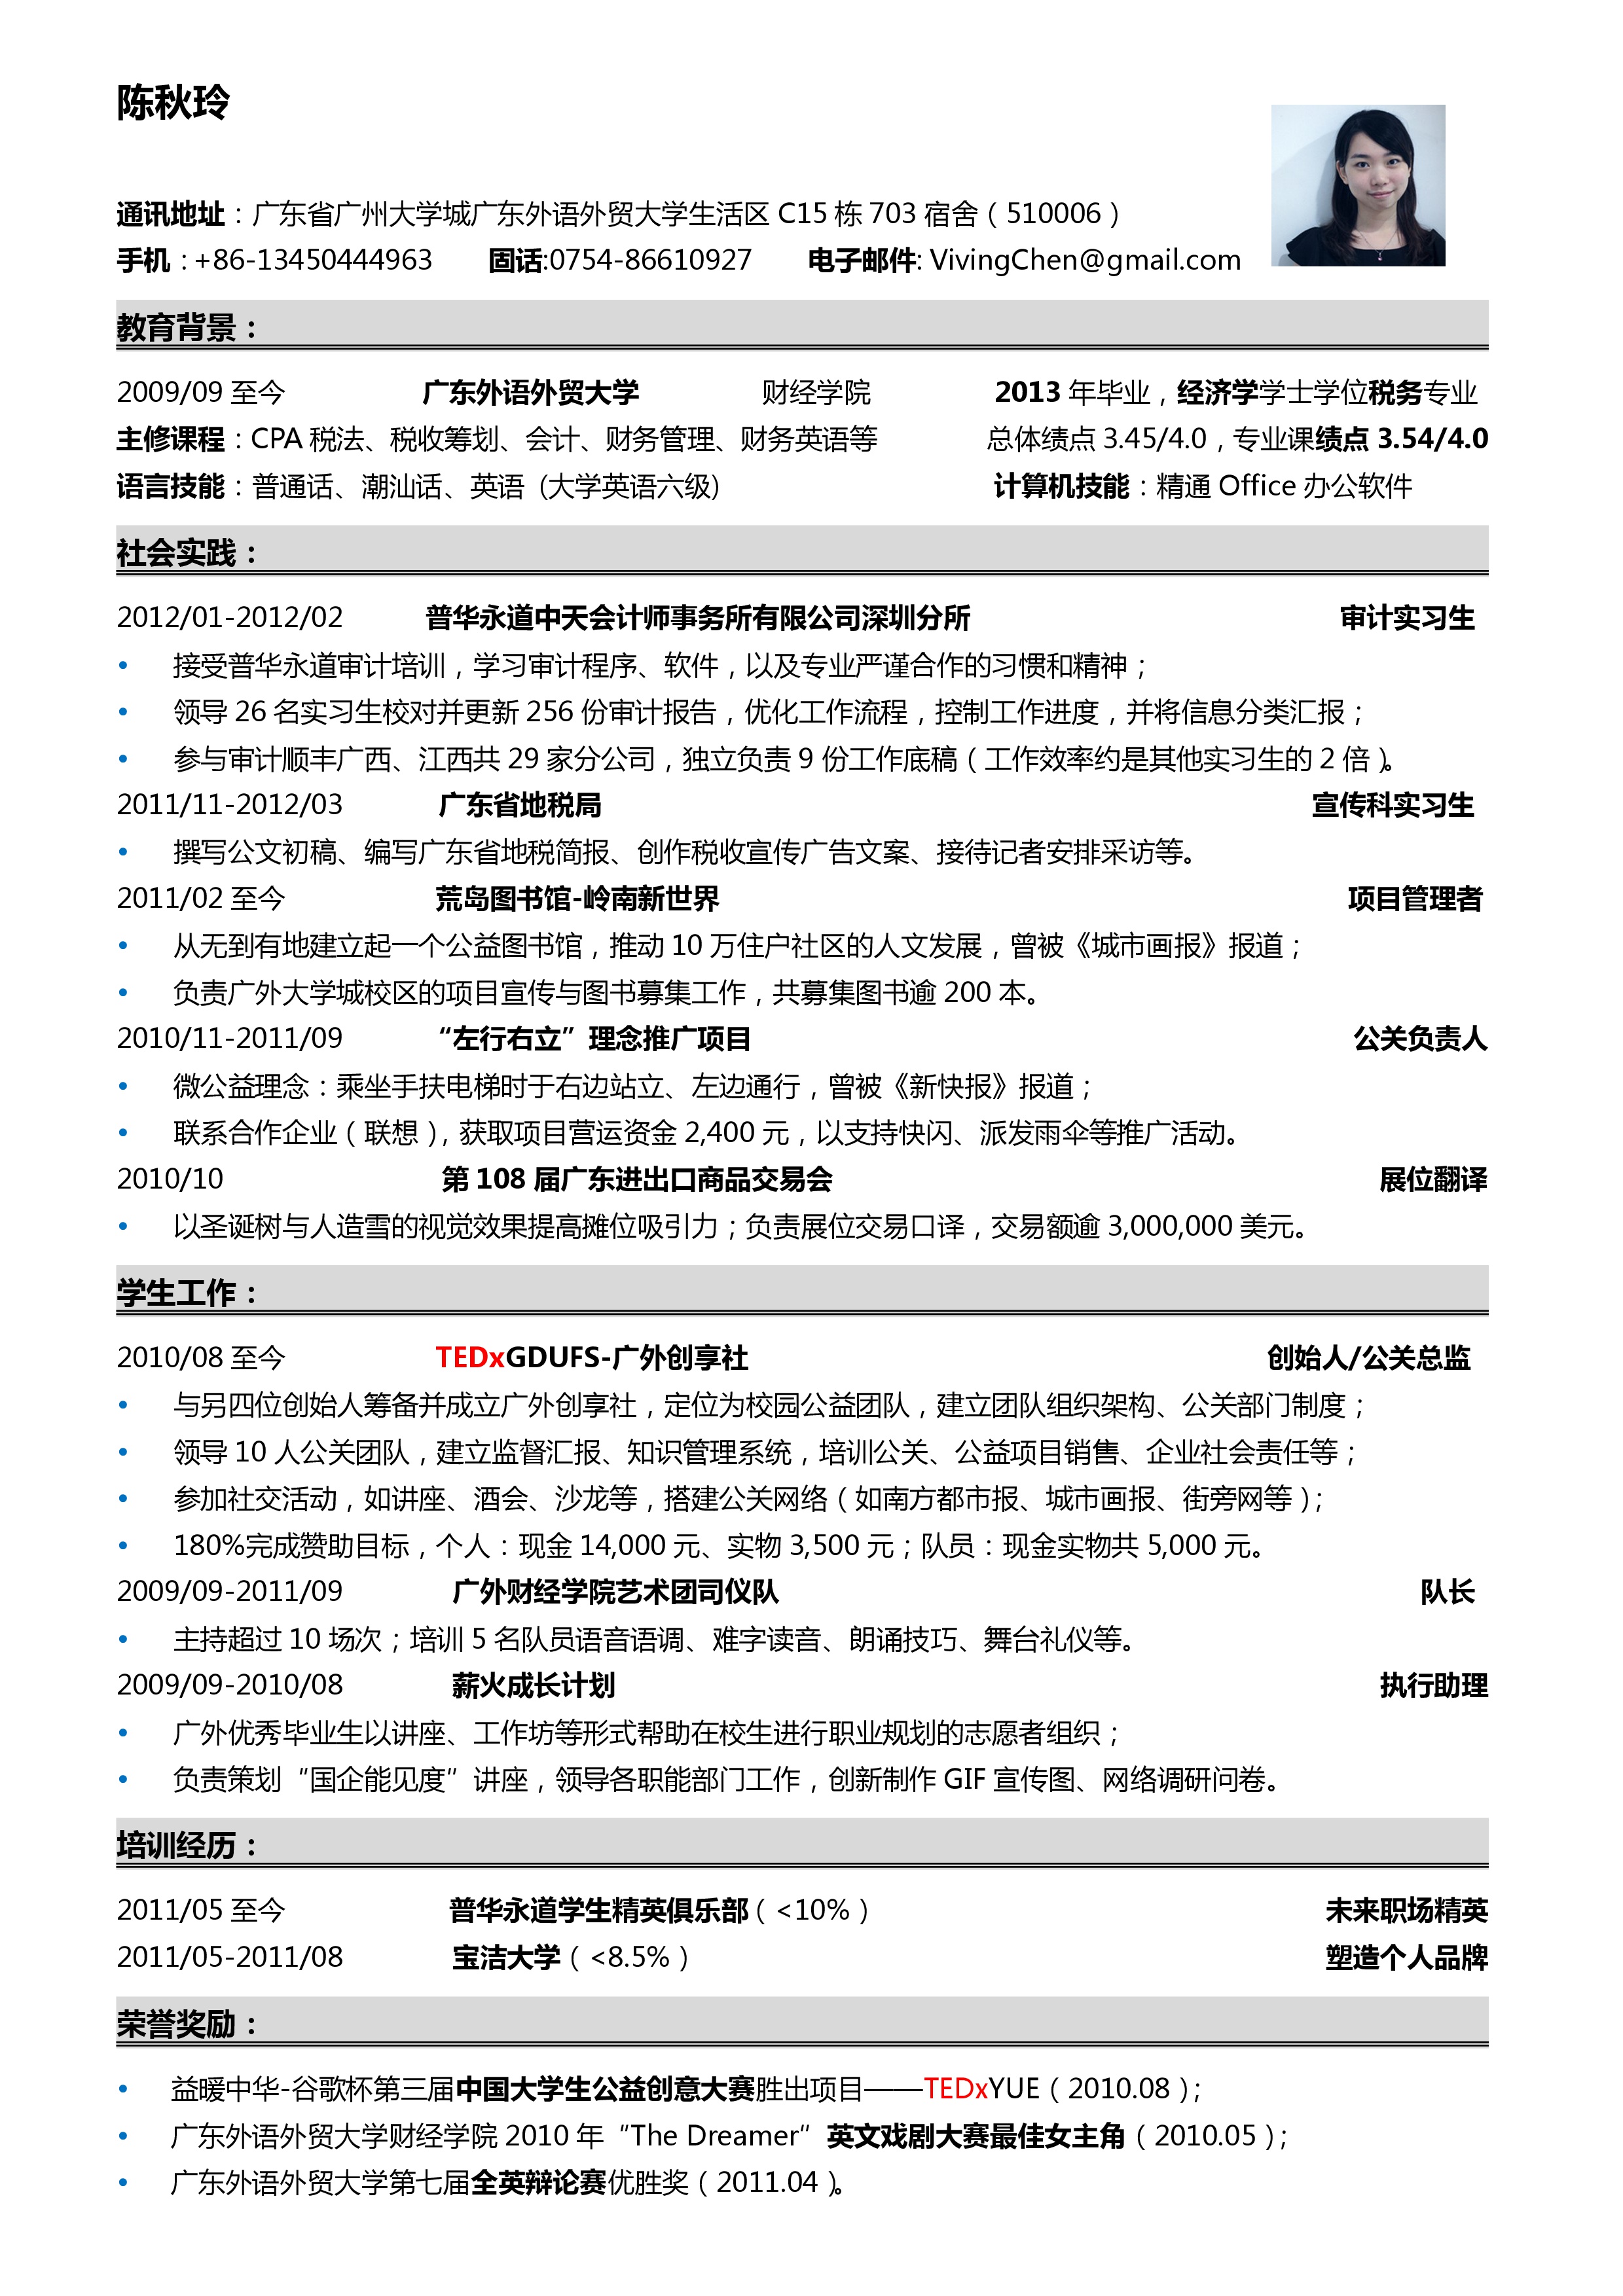 陈秋玲
通讯地址：广东省广州大学城广东外语外贸大学生活区 C15 栋 703 宿舍（510006）
手机：+86-13450444963 固话:0754-86610927 电子邮件: VivingChen@gmail.com
教育背景：
2009/09 至今 广东外语外贸大学 财经学院 2013 年毕业，经济学学士学位税务专业
主修课程：CPA 税法、税收筹划、会计、财务管理、财务英语等 总体绩点 3.45/4.0，专业课绩点 3.54/4.0
语言技能：普通话、潮汕话、英语（大学英语六级） 计算机技能：精通 Office 办公软件
社会实践：
2012/01-2012/02 普华永道中天会计师事务所有限公司深圳分所 审计实习生
• 接受普华永道审计培训，学习审计程序、软件，以及专业严谨合作的习惯和精神；
• 领导 26 名实习生校对并更新 256 份审计报告，优化工作流程，控制工作进度，并将信息分类汇报；
• 参与审计顺丰广西、江西共 29 家分公司，独立负责 9 份工作底稿（工作效率约是其他实习生的 2 倍）。
2011/11-2012/03 广东省地税局 宣传科实习生
• 撰写公文初稿、编写广东省地税简报、创作税收宣传广告文案、接待记者安排采访等。
2011/02 至今 荒岛图书馆-岭南新世界 项目管理者
• 从无到有地建立起一个公益图书馆，推动 10 万住户社区的人文发展，曾被《城市画报》报道；
• 负责广外大学城校区的项目宣传与图书募集工作，共募集图书逾 200 本。
2010/11-2011/09 “左行右立”理念推广项目 公关负责人
• 微公益理念：乘坐手扶电梯时于右边站立、左边通行，曾被《新快报》报道；
• 联系合作企业（联想），获取项目营运资金 2,400 元，以支持快闪、派发雨伞等推广活动。
2010/10 第 108 届广东进出口商品交易会 展位翻译
• 以圣诞树与人造雪的视觉效果提高摊位吸引力；负责展位交易口译，交易额逾 3,000,000 美元。
学生工作：
2010/08 至今 TEDxGDUFS-广外创享社 创始人/公关总监
• 与另四位创始人筹备并成立广外创享社，定位为校园公益团队，建立团队组织架构、公关部门制度；
• 领导 10 人公关团队，建立监督汇报、知识管理系统，培训公关、公益项目销售、企业社会责任等；
• 参加社交活动，如讲座、酒会、沙龙等，搭建公关网络（如南方都市报、城市画报、街旁网等）；
• 180%完成赞助目标，个人：现金 14,000 元、实物 3,500 元；队员：现金实物共 5,000 元。
2009/09-2011/09 广外财经学院艺术团司仪队 队长
• 主持超过 10 场次；培训 5 名队员语音语调、难字读音、朗诵技巧、舞台礼仪等。
2009/09-2010/08 薪火成长计划 执行助理
• 广外优秀毕业生以讲座、工作坊等形式帮助在校生进行职业规划的志愿者组织；
• 负责策划“国企能见度”讲座，领导各职能部门工作，创新制作 GIF 宣传图、网络调研问卷。
培训经历：
2011/05 至今 普华永道学生精英俱乐部（<10%） 未来职场精英
2011/05-2011/08 宝洁大学（<8.5%） 塑造个人品牌
荣誉奖励：
• 益暖中华-谷歌杯第三届中国大学生公益创意大赛胜出项目——TEDxYUE（2010.08）；
• 广东外语外贸大学财经学院 2010 年“The Dreamer”英文戏剧大赛最佳女主角（2010.05）；
• 广东外语外贸大学第七届全英辩论赛优胜奖（2011.04）。